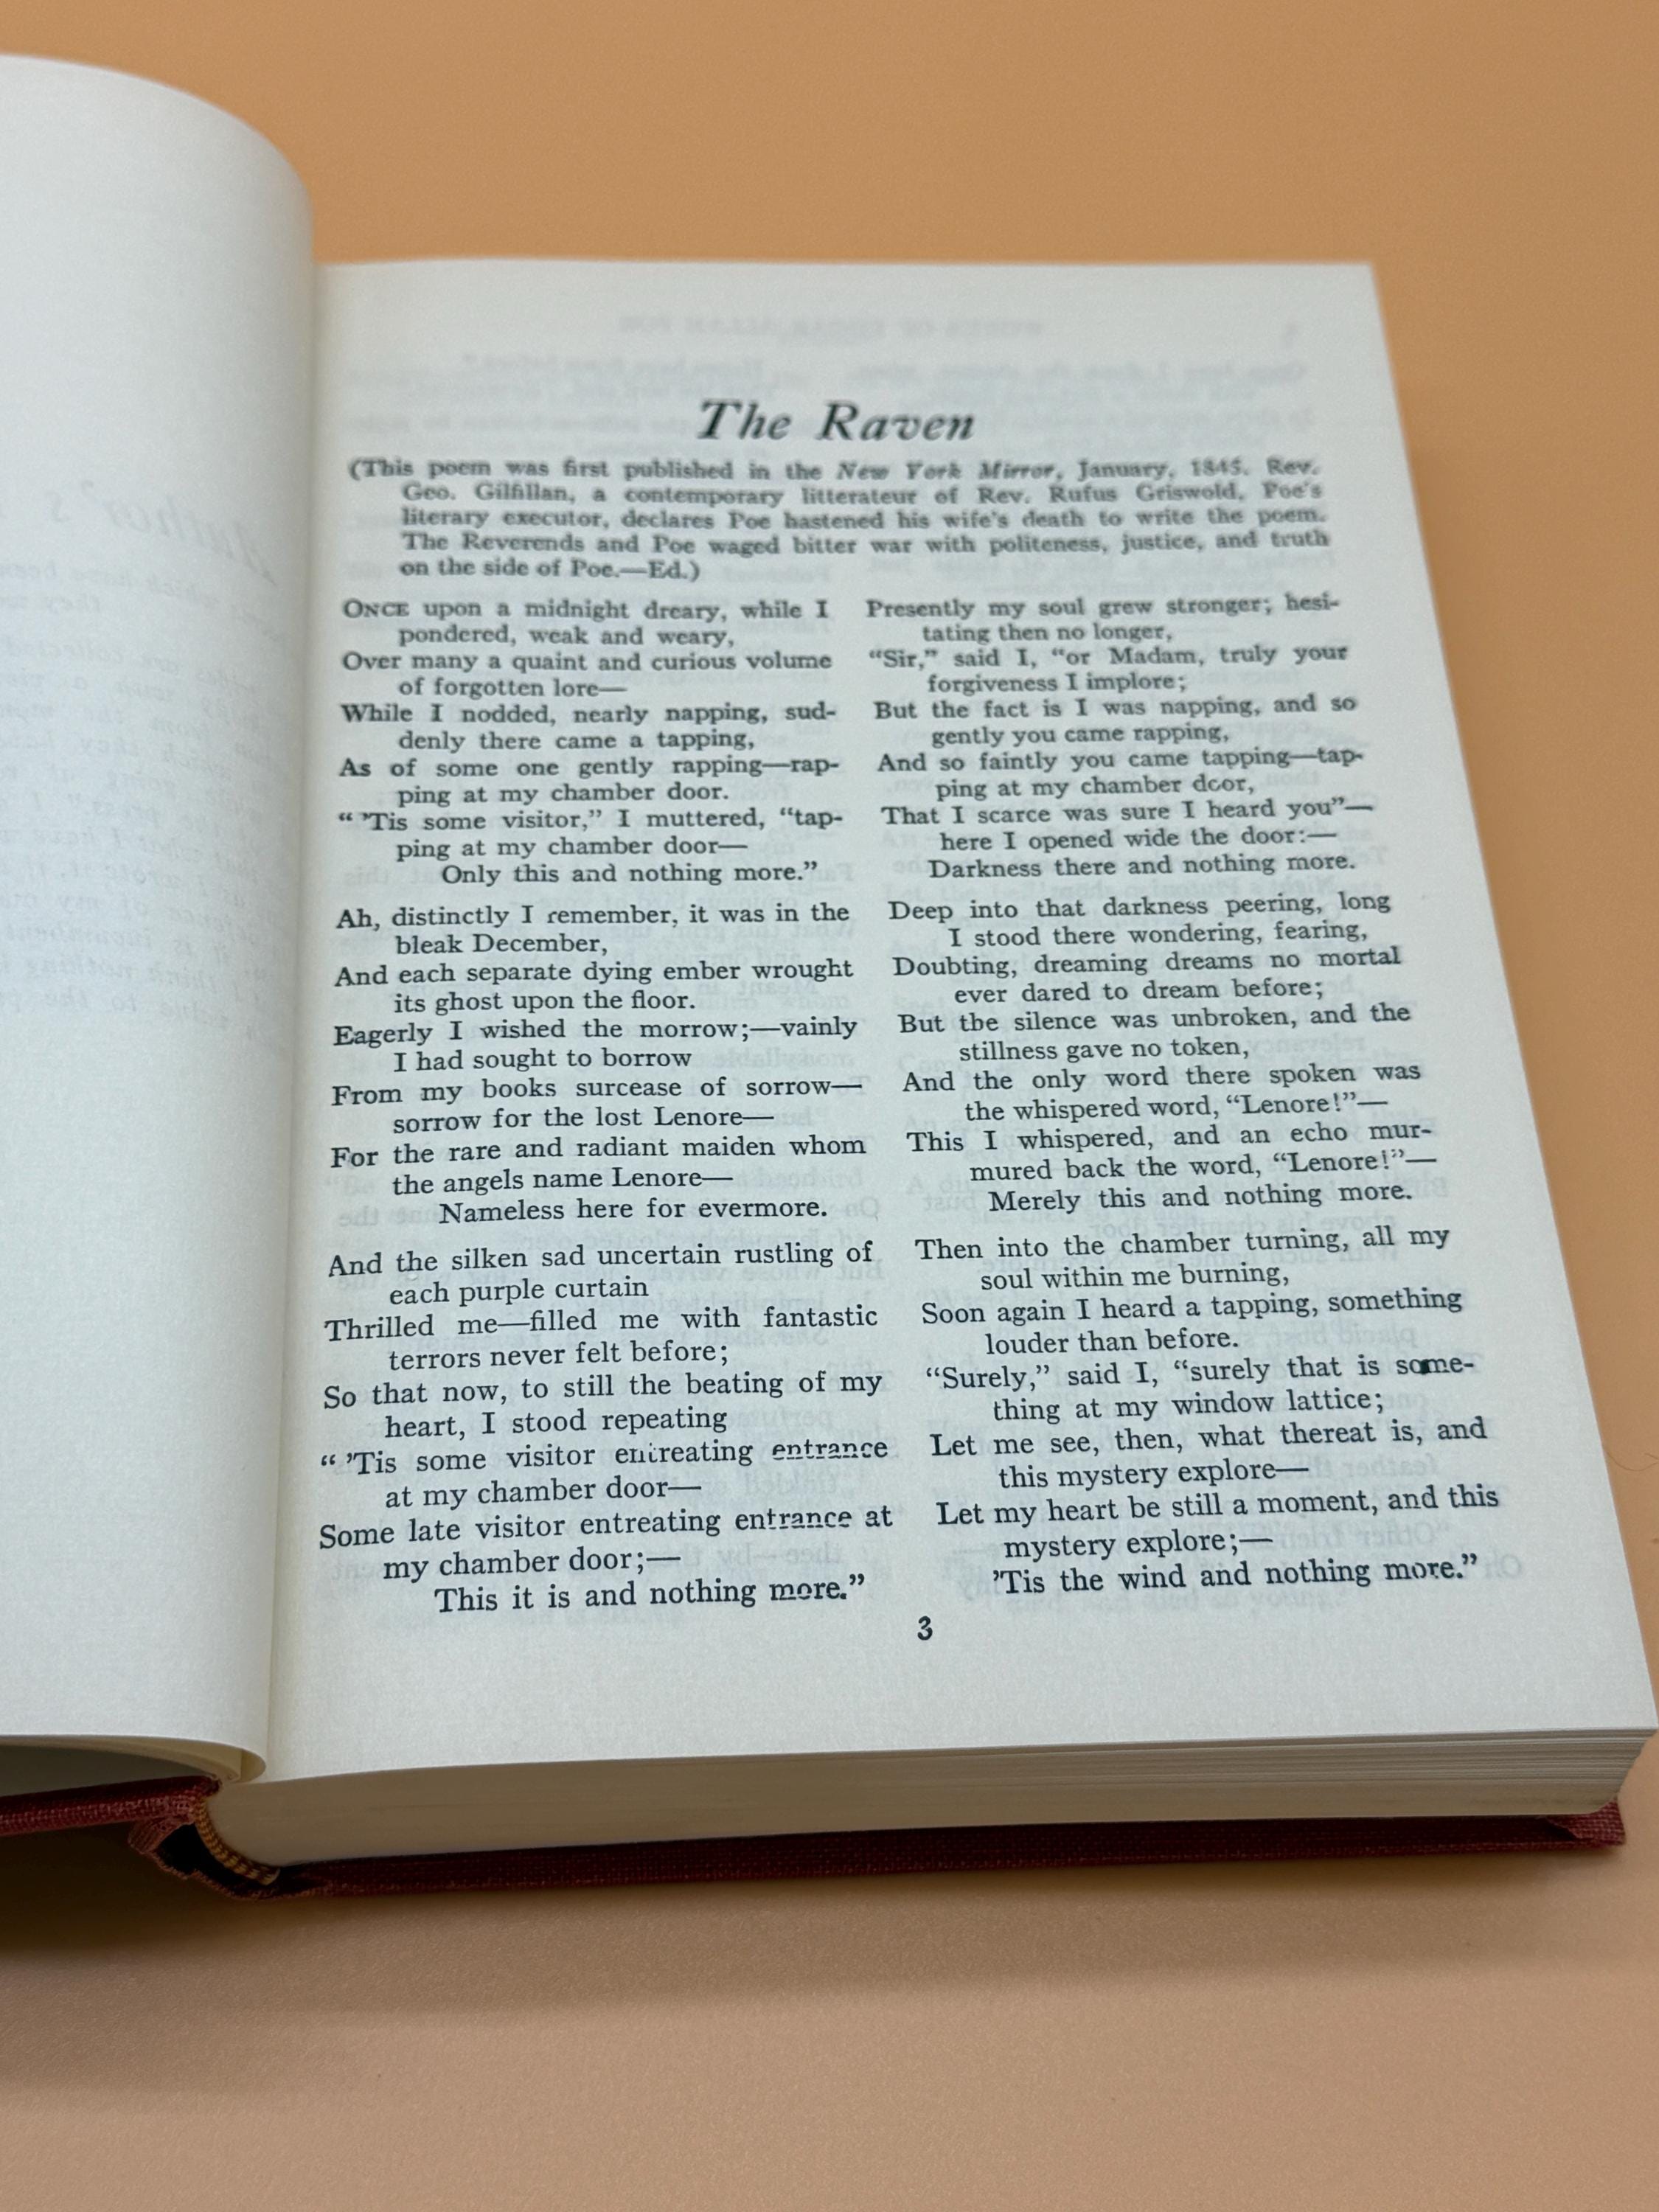 The Raven
(This poem was first published in the New York Mirror, January, 1845. Rev.
Geo. Gilfillan, a contemporary litterateur of Rev. Rufus Griswold, Poe's
literary executor, declares Poe hastened his wife's death to write the poem.
The Reverends and Poe waged bitter war with politeness, justice, and truth
on the side of Poe.—Ed.)
ONCE upon a midnight dreary, while I
pondered, weak and weary,
Over many a quaint and curious volume
of forgotten lore—
While I nodded, nearly napping, sud-
denly there came a tapping,
As of some one gently rapping—rap-
ping at my chamber door.
“ ’Tis some visitor,” I muttered, “tap-
ping at my chamber door—
Only this and nothing more.”
Ah, distinctly I remember, it was in the
bleak December,
And each separate dying ember wrought
its ghost upon the floor.
Eagerly I wished the morrow;—vainly
I had sought to borrow
From my books surcease of sorrow—
sorrow for the lost Lenore—
For the rare and radiant maiden whom
the angels name Lenore—
Nameless here for evermore.
And the silken sad uncertain rustling of
each purple curtain
Thrilled me—filled me with fantastic
terrors never felt before;
So that now, to still the beating of my
heart, I stood repeating
“ ’Tis some visitor entreating entrance
at my chamber door—
Some late visitor entreating entrance at
my chamber door;—
This it is and nothing more.”
Presently my soul grew stronger; hesi-
tating then no longer,
“Sir,” said I, “or Madam, truly your
forgiveness I implore;
But the fact is I was napping, and so
gently you came rapping,
And so faintly you came tapping—tap-
ping at my chamber door,
That I scarce was sure I heard you”—
here I opened wide the door:—
Darkness there and nothing more.
Deep into that darkness peering, long
I stood there wondering, fearing,
Doubting, dreaming dreams no mortal
ever dared to dream before;
But the silence was unbroken, and the
stillness gave no token,
And the only word there spoken was
the whispered word, “Lenore!”—
This I whispered, and an echo mur-
mured back the word, “Lenore!”—
Merely this and nothing more.
Then into the chamber turning, all my
soul within me burning,
Soon again I heard a tapping, something
louder than before.
“Surely,” said I, “surely that is some-
thing at my window lattice;
Let me see, then, what thereat is, and
this mystery explore—
Let my heart be still a moment, and this
mystery explore;—
’Tis the wind and nothing more.”
3